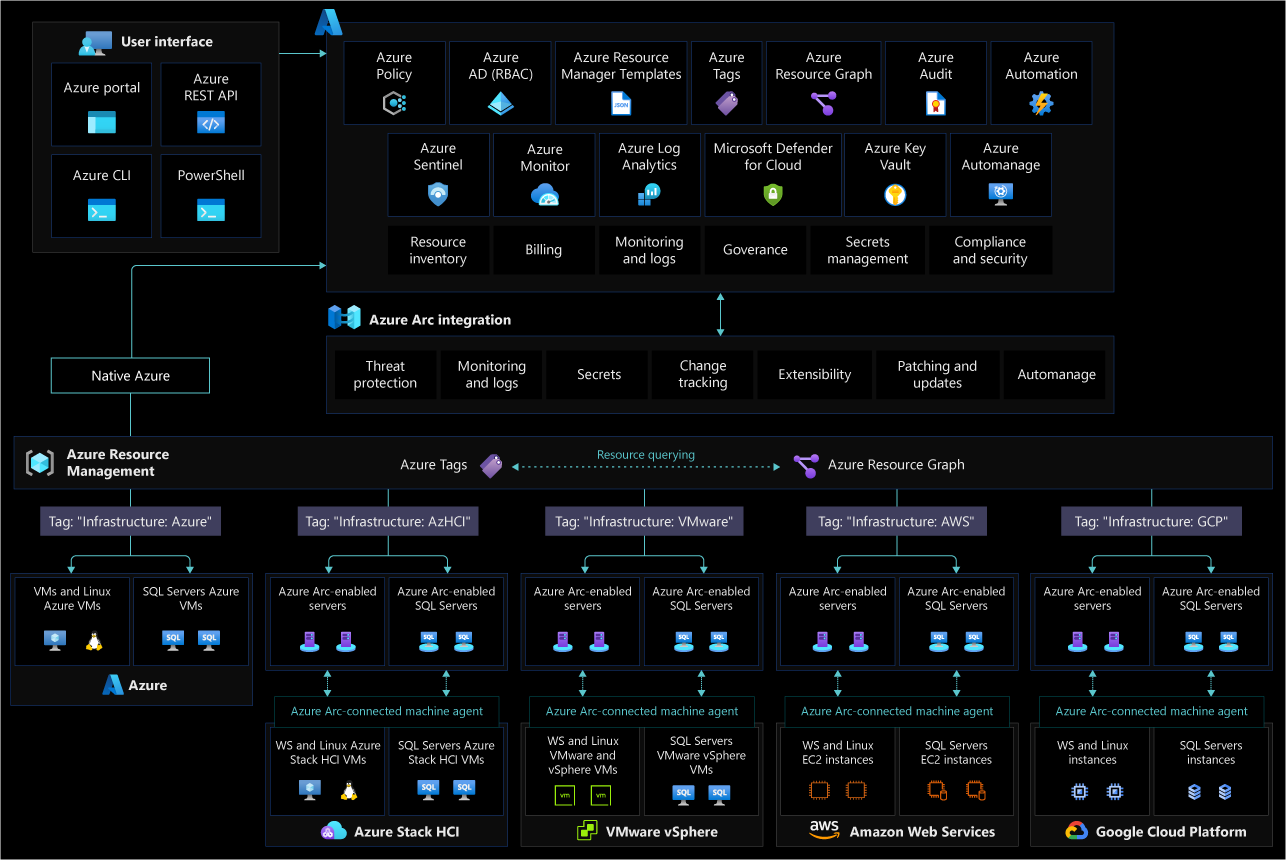 User interface
Azure portal
Azure
REST API
Azure CLI
PowerShell
Azure
Policy
Azure
AD (RBAC)
Azure Resource
Manager Templates
Azure
Tags
Azure
Resource Graph
Azure
Audit
Azure
Automation
JSON
Azure
Sentinel
Azure
Monitor
Azure Log
Analytics
Microsoft Defender
for Cloud
Azure Key
Vault
Azure
Automanage
Resource
inventory
Billing
Monitoring
and logs
Goverance
Secrets
management
Compliance
and security
Azure Arc integration
Threat
protection
Monitoring
and logs
Secrets
Change
tracking
Extensibility
Patching and
updates
Automanage
Native Azure
Azure Resource
Management
Azure Tags
Resource querying
Azure Resource Graph
Tag: "Infrastructure: Azure"
Tag: "Infrastructure: AzHCI"
Tag: "Infrastructure: VMware"
Tag: "Infrastructure: AWS"
Tag: "Infrastructure: GCP"
VMs and Linux
Azure VMs
SQL Servers Azure
VMs
SQL
SQL
Azure
Azure Arc-enabled
servers
Azure Arc-enabled
SQL Servers
SQL
SQL
Azure Arc-enabled
servers
Azure Arc-enabled
SQL Servers
SQL
SQL
Azure Arc-enabled
servers
Azure Arc-enabled
SQL Servers
SQL
SQL
Azure Arc-enabled
servers
Azure Arc-enabled
SQL Servers
SQL
SQL
Azure Arc-connected machine agent
Azure Arc-connected machine agent
Azure Arc-connected machine agent
Azure Arc-connected machine agent
WS and Linux Azure
Stack HCI VMs
SQL Servers Azure
Stack HCI VMs
SQL
SQL
Azure Stack HCI
WS and Linux
VMware and
vSphere VMs
vm
vm
SQL Servers
VMware vSphere
VMs
SQL
SQL
VMware vSphere
WS and Linux
EC2 instances
SQL Servers
EC2 instances
aws
Amazon Web Services
WS and Linux
instances
SQL Servers
instances
Google Cloud Platform